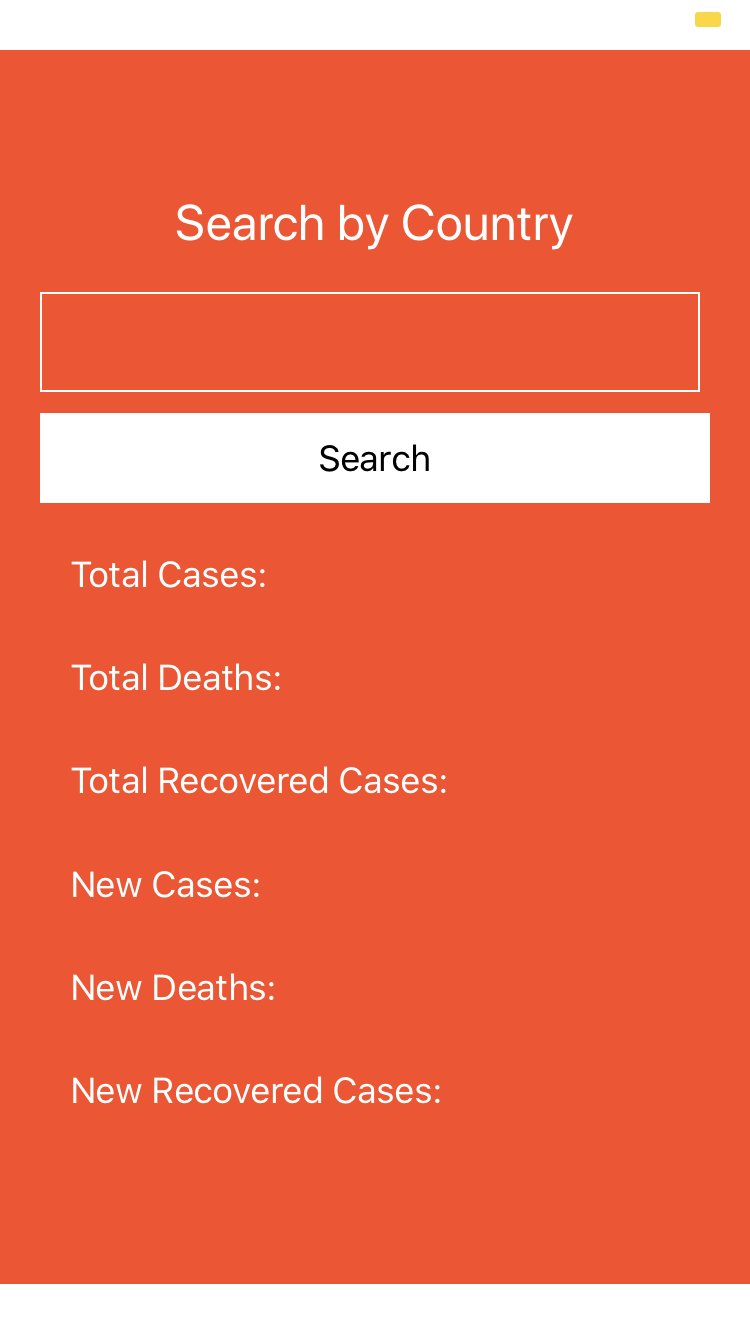 Search by Country
Search
Total Cases:
Total Deaths:
Total Recovered Cases:
New Cases:
New Deaths:
New Recovered Cases: